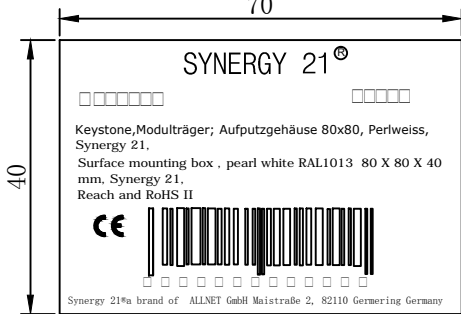 70
40
SYNERGY 21®
Keystone,Modulträger; Aufputzgehäuse 80x80, Perlweiss,
Synergy 21,
Surface mounting box , pearl white RAL1013 80 X 80 X 40
mm, Synergy 21,
Reach and RoHS II
CE
Synergy 21®a brand of ALLNET GmbH Maistraße 2, 82110 Germering Germany